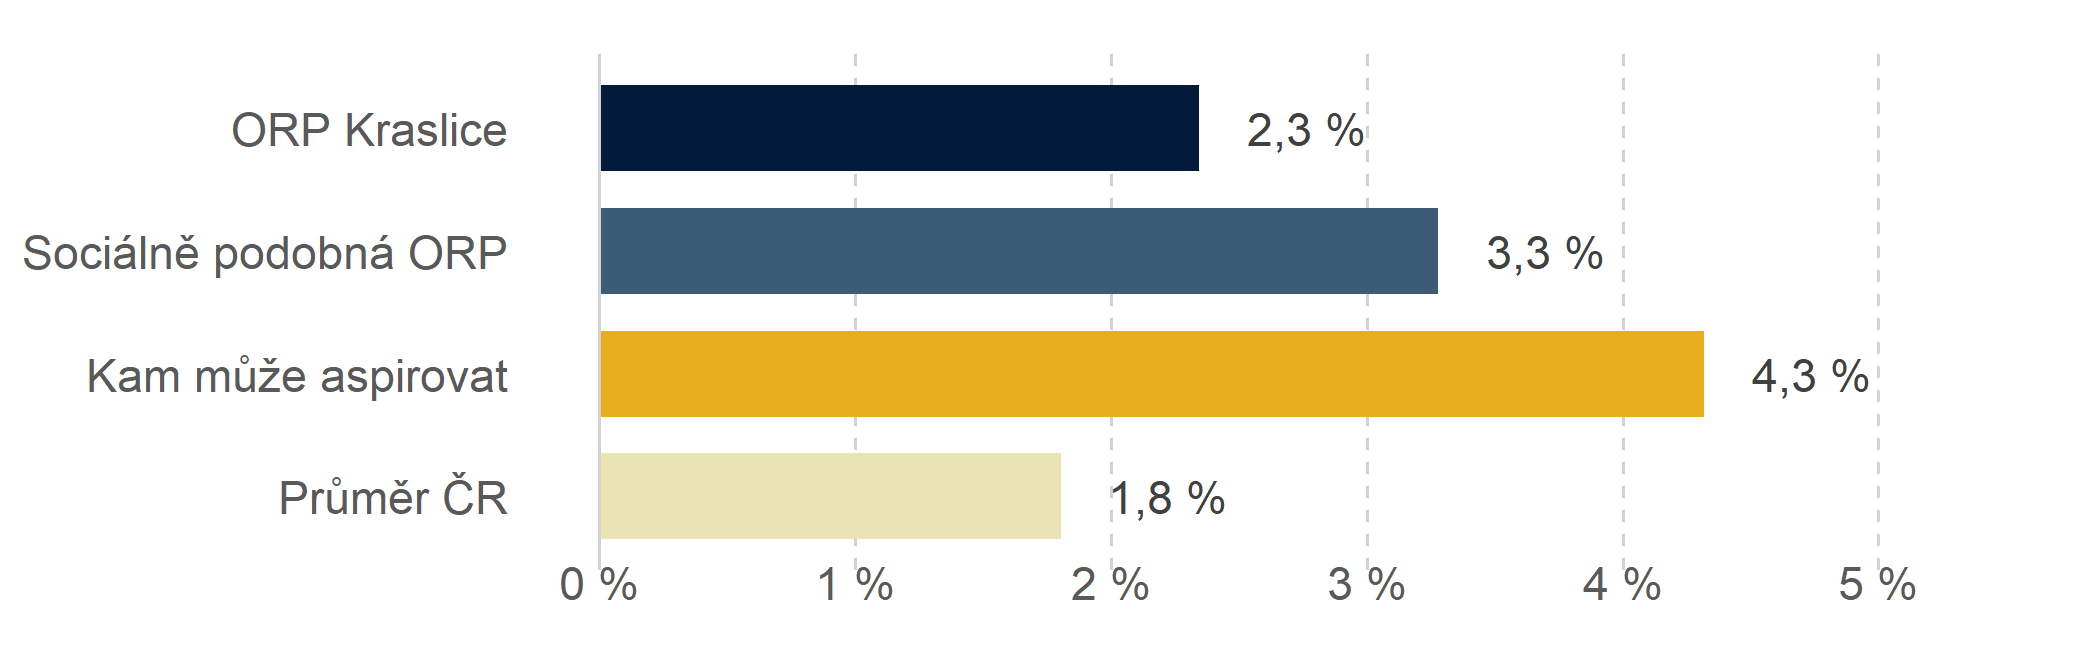 ORP Kraslice
2,3 %
Sociálně podobná ORP
3,3 %
Kam může aspirovat
4,3 %
Průměr ČR
1,8 %
0 % 1 % 2 % 3 % 4 % 5 %